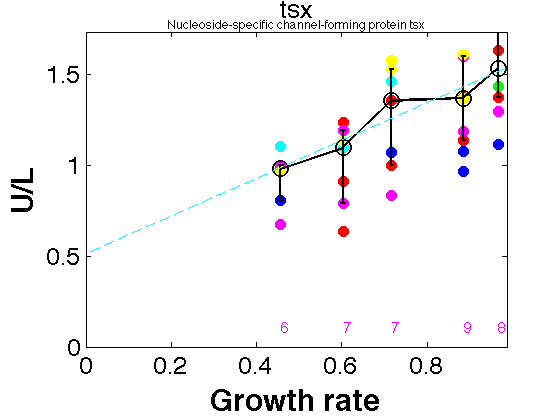 tsx
Nucleoside-specific channel-forming protein tsx
1.5
1
0.5
0
U/L
6 7 7 9 8
0 0.2 0.4 0.6 0.8
Growth rate